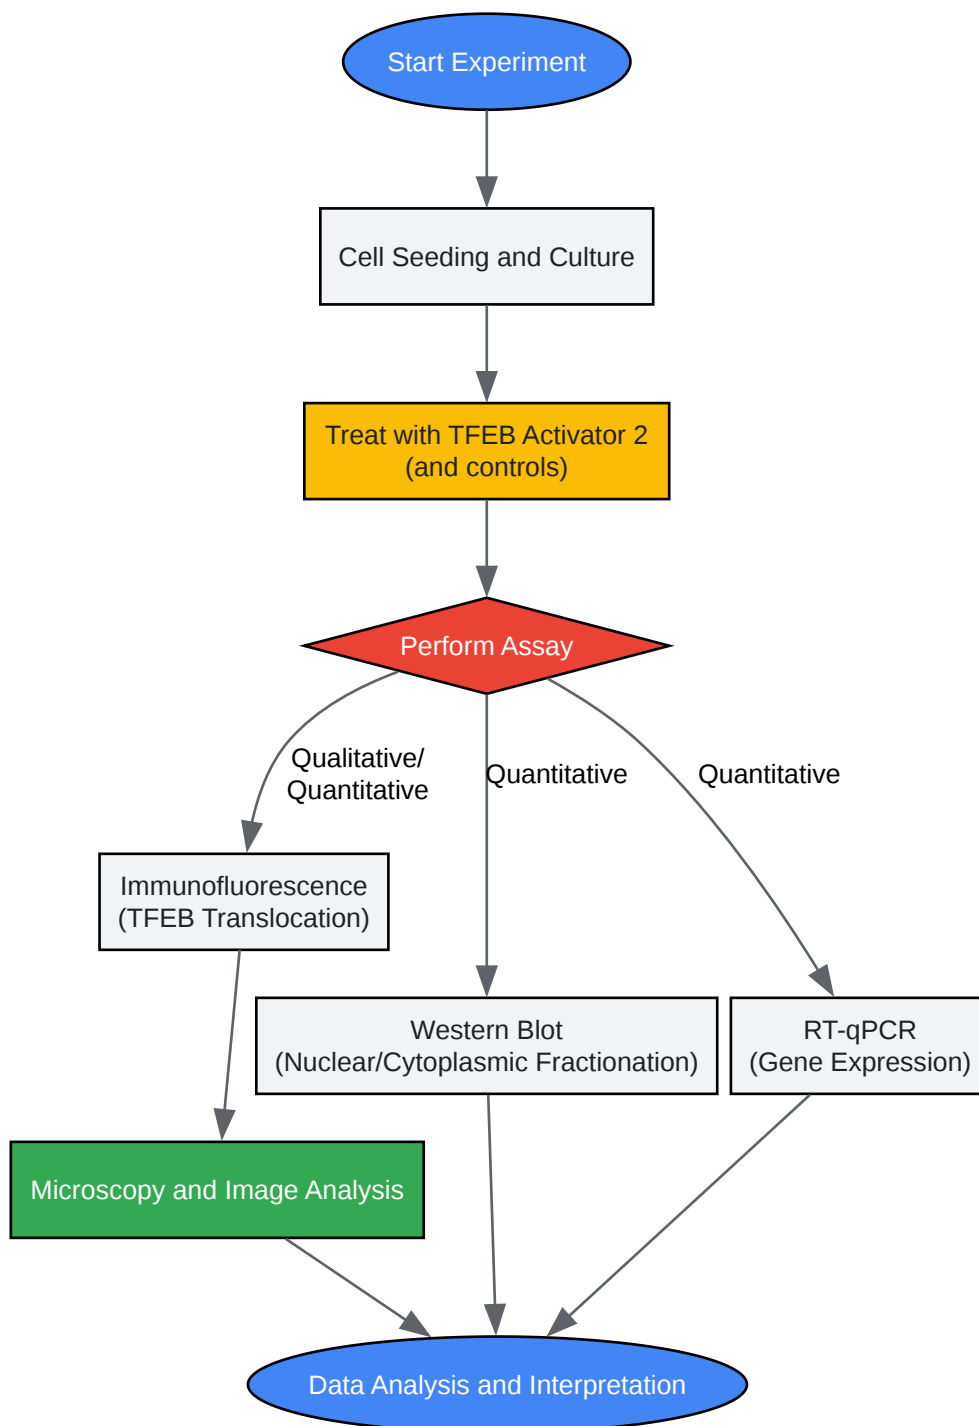 Start Experiment
Cell Seeding and Culture
Treat with TFEB Activator 2
(and controls)
Perform Assay
Qualitative/
Quantitative
Quantitative
Quantitative
Immunofluorescence
(TFEB Translocation)
Western Blot
(Nuclear/Cytoplasmic Fractionation)
RT-qPCR
(Gene Expression)
Microscopy and Image Analysis
Data Analysis and Interpretation